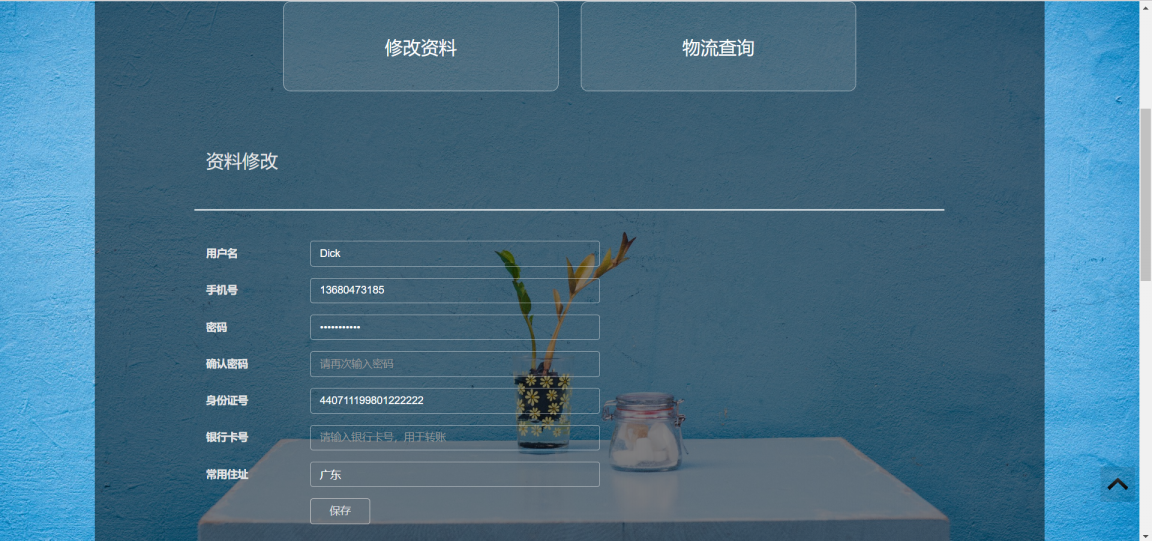 修改资料
物流查询
资料修改
用户名 Dick
手机号 13680473185
密码 •••••••••••
确认密码 请再次输入密码
身份证号 440711199801222222
银行卡号 请输入银行卡号，用于转账
常用住址 广东
保存